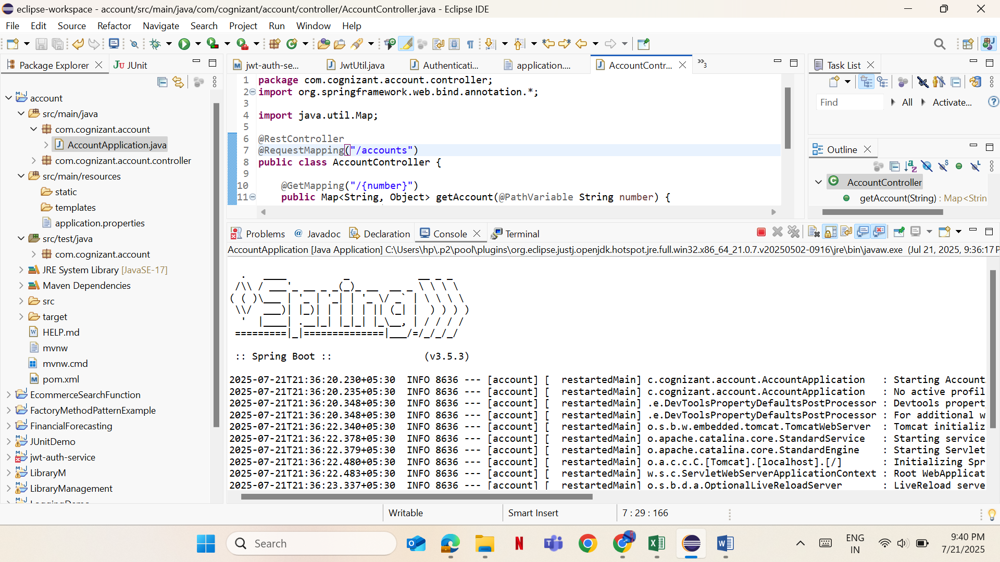 eclipse-workspace - account/src/main/java/com/cognizant/account/controller/AccountController.java - Eclipse IDE
File Edit Source Refactor Navigate Search Project Run Window Help
Package Explorer
JUnit
account
src/main/java
com.cognizant.account
AccountApplication.java
com.cognizant.account.controller
src/main/resources
static
templates
application.properties
src/test/java
com.cognizant.account
JRE System Library [JavaSE-17]
Maven Dependencies
src
target
HELP.md
mvnw
mvnw.cmd
pom.xml
EcommerceSearchFunction
FactoryMethodPatternExample
FinancialForecasting
JUnitDemo
jwt-auth-service
LibraryM
LibraryManagement
jwt-auth-se... JwtUtil.java Authenticati... application.... AccountContr... »3
1 package com.cognizant.account.controller;
2 import org.springframework.web.bind.annotation.*;
3
4 import java.util.Map;
5
6 @RestController
7 @RequestMapping("/accounts")
8 public class AccountController {
9
10 @GetMapping("/{number}")
11 public Map<String, Object> getAccount(@PathVariable String number) {
Task List
Find All Activate...
Outline
AccountController
getAccount(String) : Map<Strin
Problems Javadoc Declaration Console Terminal
AccountApplication [Java Application] C:\Users\hp\.p2\pool\plugins\org.eclipse.justj.openjdk.hotspot.jre.full.win32.x86_64_21.0.7.v20250502-0916\jre\bin\javaw.exe (Jul 21, 2025, 9:36:17 P
Spring
:: Spring Boot :: (v3.5.3)
2025-07-21T21:36:20.230+05:30 INFO 8636 --- [account] [ restartedMain] c.cognizant.account.AccountApplication : Starting Account
2025-07-21T21:36:20.235+05:30 INFO 8636 --- [account] [ restartedMain] c.cognizant.account.AccountApplication : No active profil
2025-07-21T21:36:20.348+05:30 INFO 8636 --- [account] [ restartedMain] .e.DevToolsPropertyDefaultsPostProcessor : Devtools propert
2025-07-21T21:36:20.348+05:30 INFO 8636 --- [account] [ restartedMain] .e.DevToolsPropertyDefaultsPostProcessor : For additional w
2025-07-21T21:36:22.340+05:30 INFO 8636 --- [account] [ restartedMain] o.s.b.w.embedded.tomcat.TomcatWebServer : Tomcat initializ
2025-07-21T21:36:22.378+05:30 INFO 8636 --- [account] [ restartedMain] o.apache.catalina.core.StandardService : Starting service
2025-07-21T21:36:22.379+05:30 INFO 8636 --- [account] [ restartedMain] o.apache.catalina.core.StandardEngine : Starting Servlet
2025-07-21T21:36:22.480+05:30 INFO 8636 --- [account] [ restartedMain] o.a.c.c.C.[Tomcat].[localhost].[/] : Initializing Spr
2025-07-21T21:36:22.483+05:30 INFO 8636 --- [account] [ restartedMain] w.s.c.ServletWebServerApplicationContext : Root WebApplicat
2025-07-21T21:36:23.337+05:30 INFO 8636 --- [account] [ restartedMain] o.s.b.d.a.OptionalLiveReloadServer : LiveReload serve
Writable Smart Insert 7 : 29 : 166
Search
ENG
IN
9:40 PM
7/21/2025